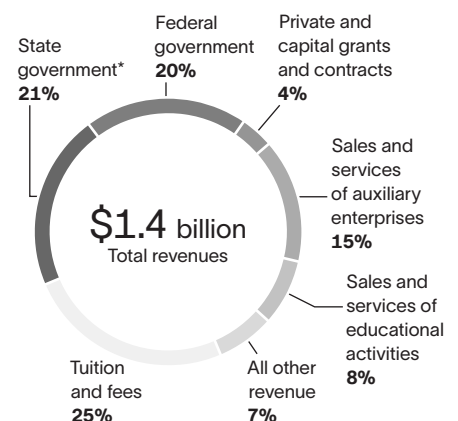 State
government*
21%
Federal
government
20%
Private and
capital grants
and contracts
4%
Sales and
services
of auxiliary
enterprises
15%
Sales and
services of
educational
activities
8%
All other
revenue
7%
Tuition
and fees
25%
$1.4 billion
Total revenues